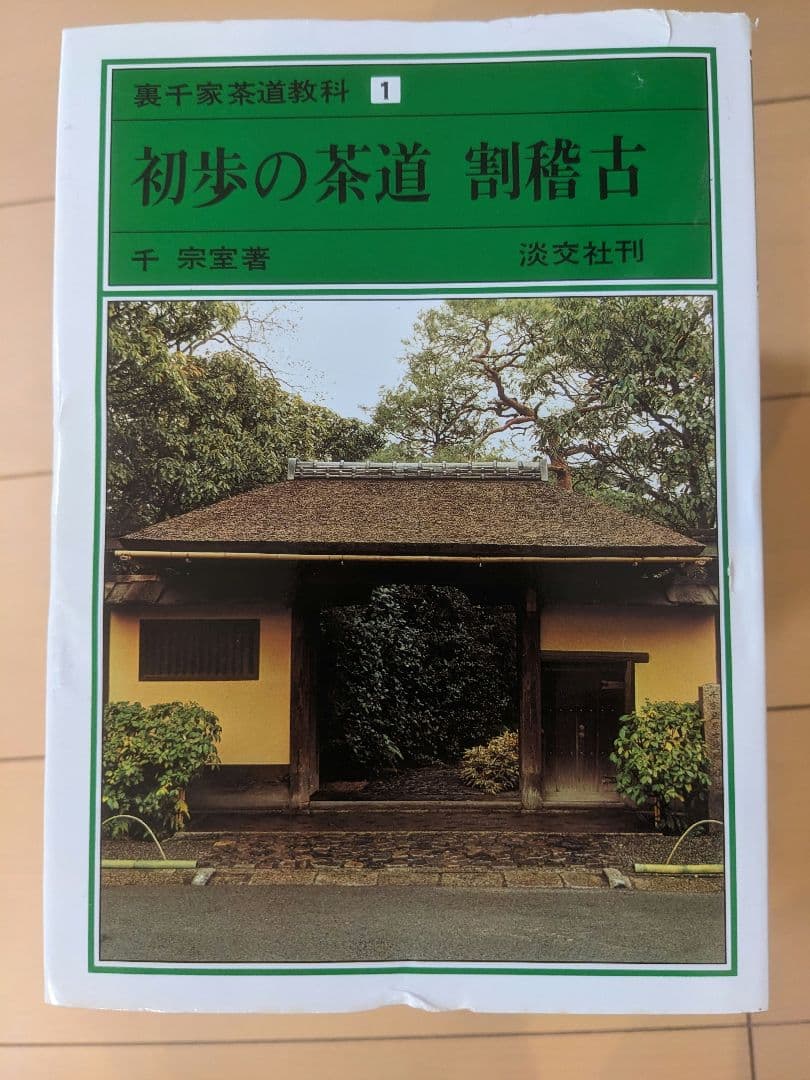 裏千家茶道教科 1
初歩の茶道 割稽古
千 宗室著 淡交社刊